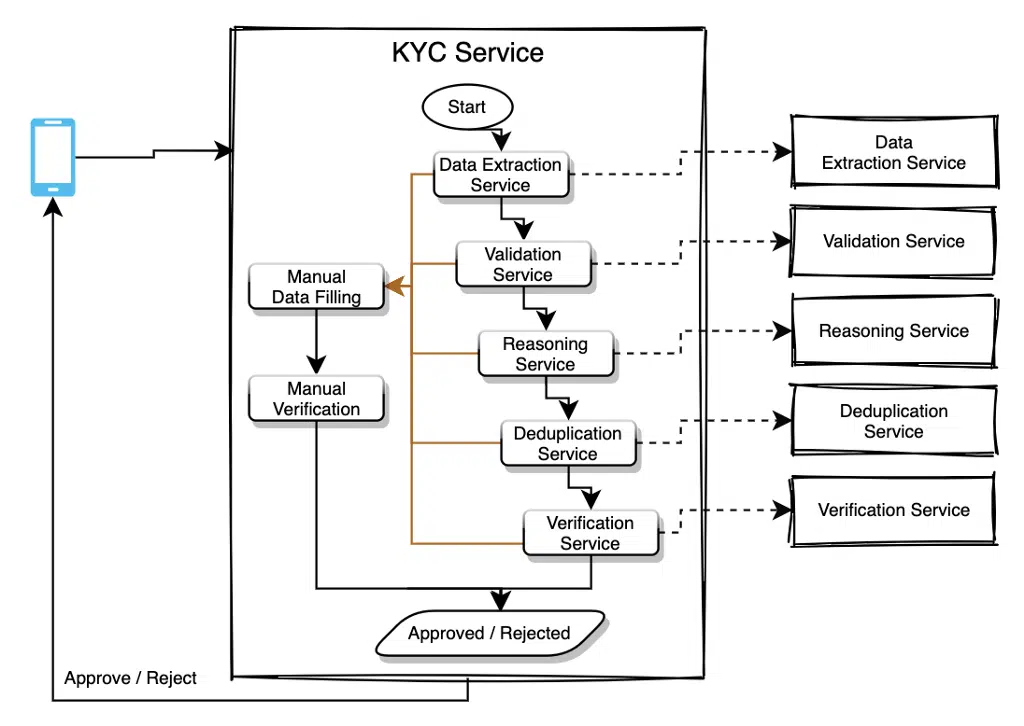 KYC Service
Start
Data Extraction
Service
Validation
Service
Reasoning
Service
Deduplication
Service
Verification
Service
Manual
Data Filling
Manual
Verification
Approved / Rejected
Approve / Reject
Data
Extraction Service
Validation Service
Reasoning Service
Deduplication
Service
Verification Service